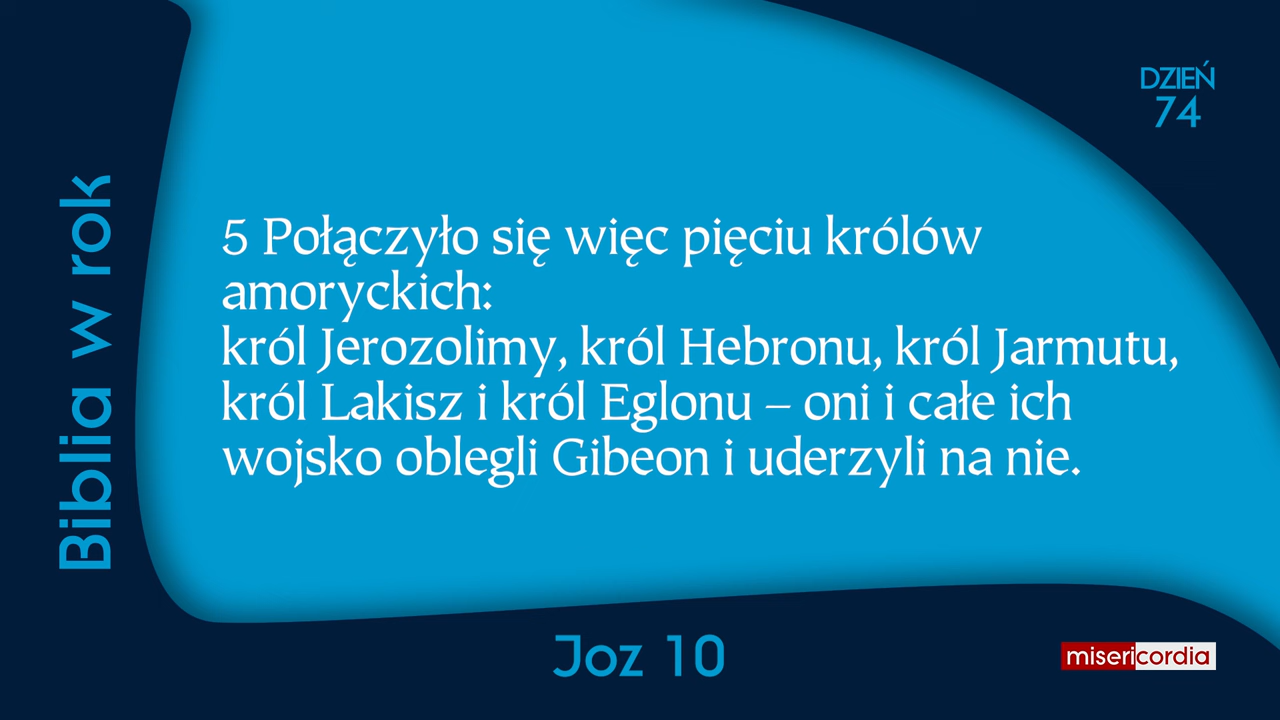 DZIEŃ
74
Biblia w rok
5 Połączyło się więc pięciu królów
amoryckich:
król Jerozolimy, król Hebronu, król Jarmutu,
król Lakisz i król Eglonu – oni i całe ich
wojsko oblegli Gibeon i uderzyli na nie.
Joz 10
misericordia